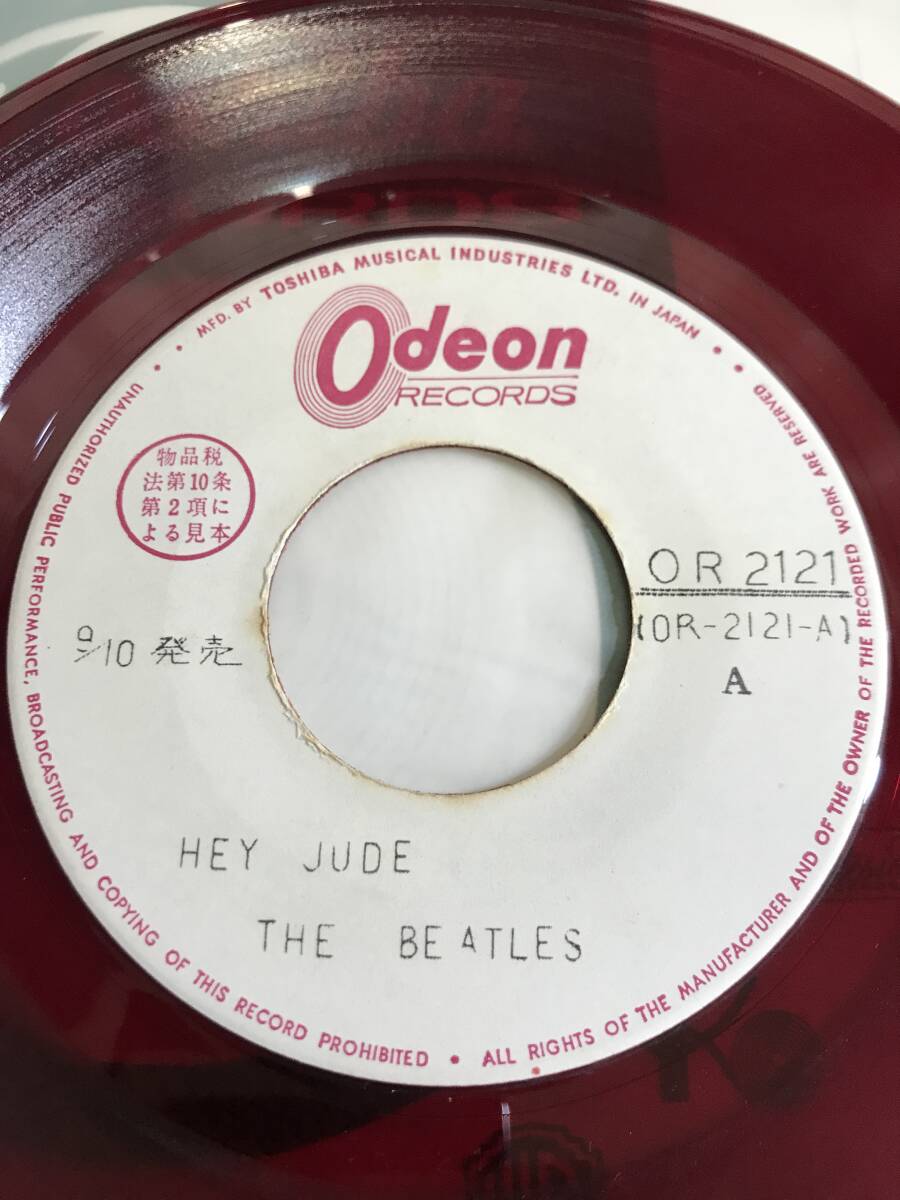 MFD. BY TOSHIBA MUSICAL INDUSTRIES LTD. IN JAPAN
Odeon
RECORDS
物品税
法第10条
第2項に
よる見本
OR 2121
(OR-2121-A)
A
9/10 発売
HEY JUDE
THE BEATLES
UNAUTHORIZED PUBLIC PERFORMANCE, BROADCASTING AND COPYING OF THIS RECORD PROHIBITED • ALL RIGHTS OF THE MANUFACTURER AND OF THE OWNER OF THE RECORDED WORK ARE RESERVED